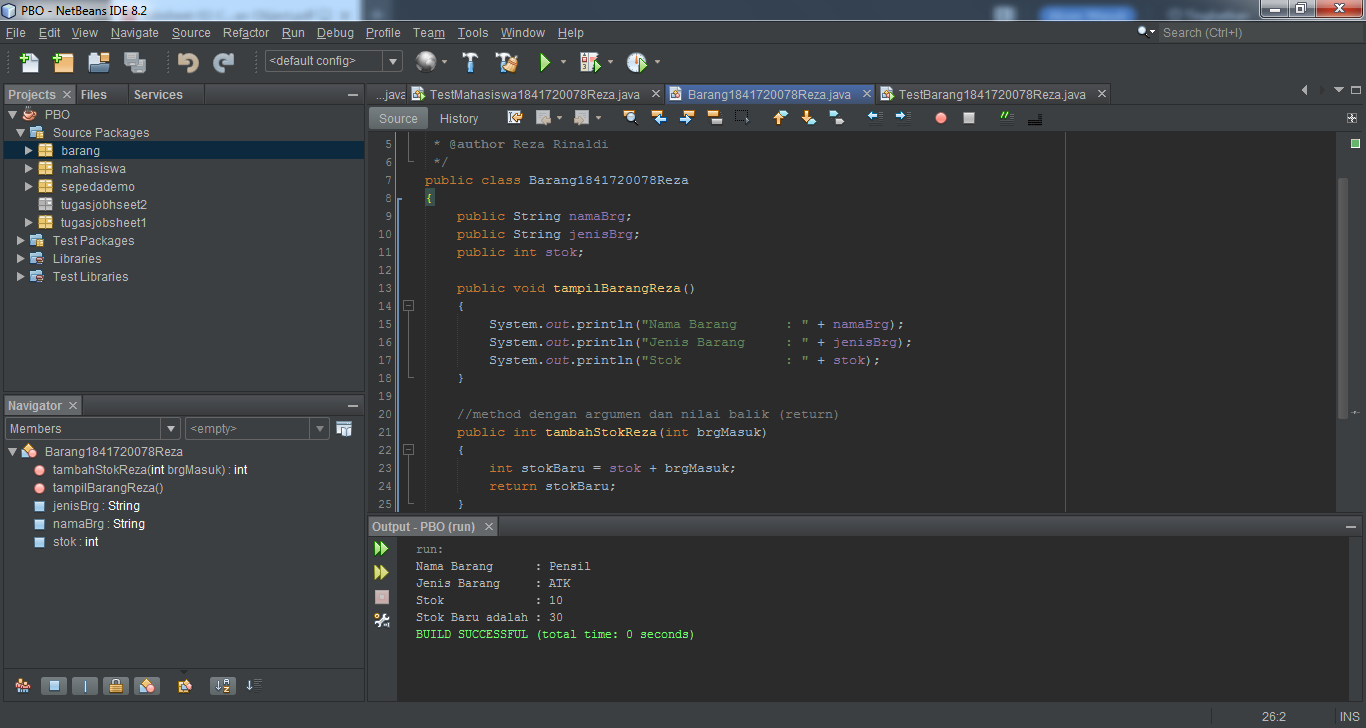 PBO - NetBeans IDE 8.2
File Edit View Navigate Source Refactor Run Debug Profile Team Tools Window Help
Search (Ctrl+I)
<default config>
Projects
Files
Services
PBO
Source Packages
barang
mahasiswa
sepedademo
tugasjobhseet2
tugasjobsheet1
Test Packages
Libraries
Test Libraries
Navigator
Members
<empty>
Barang1841720078Reza
tambahStokReza(int brgMasuk) : int
tampilBarangReza()
jenisBrg : String
namaBrg : String
stok : int
...java TestMahasiswa1841720078Reza.java Barang1841720078Reza.java TestBarang1841720078Reza.java
Source History
5 * @author Reza Rinaldi
6 */
7 public class Barang1841720078Reza
8 {
9 public String namaBrg;
10 public String jenisBrg;
11 public int stok;
12
13 public void tampilBarangReza()
14 {
15 System.out.println("Nama Barang      : " + namaBrg);
16 System.out.println("Jenis Barang     : " + jenisBrg);
17 System.out.println("Stok             : " + stok);
18 }
19
20 //method dengan argumen dan nilai balik (return)
21 public int tambahStokReza(int brgMasuk)
22 {
23 int stokBaru = stok + brgMasuk;
24 return stokBaru;
25 }
Output - PBO (run)
run:
Nama Barang      : Pensil
Jenis Barang     : ATK
Stok             : 10
Stok Baru adalah : 30
BUILD SUCCESSFUL (total time: 0 seconds)
26:2 INS